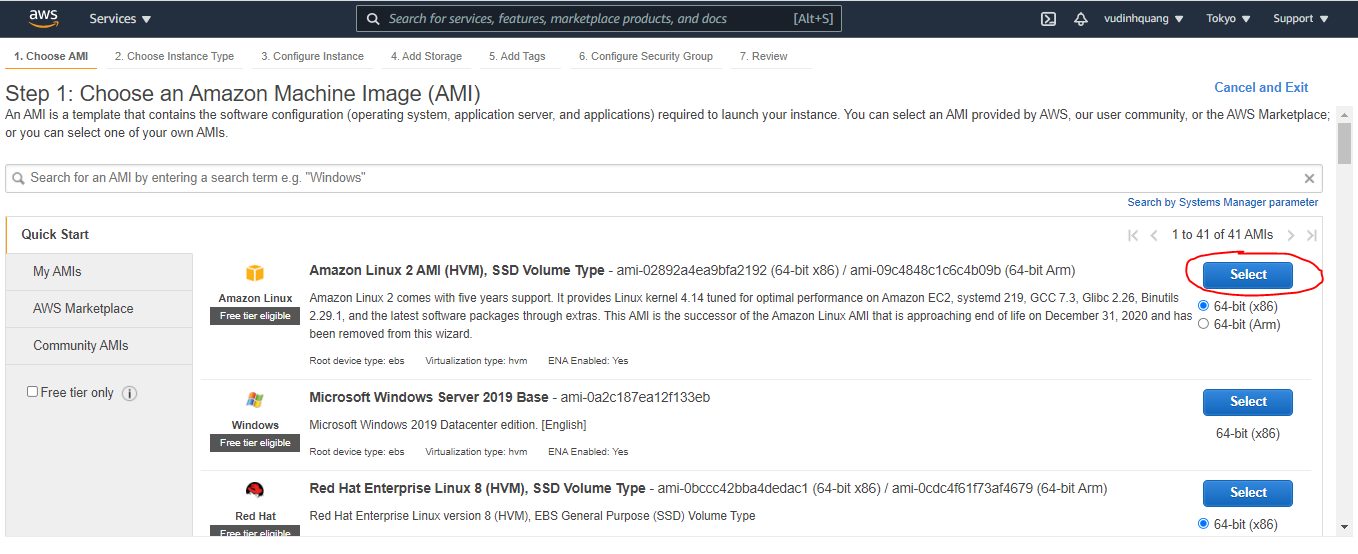 aws Services Search for services, features, marketplace products, and docs [Alt+S] vudinhquang Tokyo Support
1. Choose AMI 2. Choose Instance Type 3. Configure Instance 4. Add Storage 5. Add Tags 6. Configure Security Group 7. Review
Step 1: Choose an Amazon Machine Image (AMI) Cancel and Exit
An AMI is a template that contains the software configuration (operating system, application server, and applications) required to launch your instance. You can select an AMI provided by AWS, our user community, or the AWS Marketplace;
or you can select one of your own AMIs.
Search for an AMI by entering a search term e.g. "Windows"
Search by Systems Manager parameter
Quick Start
1 to 41 of 41 AMIs
My AMIs
AWS Marketplace
Community AMIs
Free tier only
Amazon Linux
Free tier eligible
Amazon Linux 2 AMI (HVM), SSD Volume Type - ami-02892a4ea9bfa2192 (64-bit x86) / ami-09c4848c1c6c4b09b (64-bit Arm)
Amazon Linux 2 comes with five years support. It provides Linux kernel 4.14 tuned for optimal performance on Amazon EC2, systemd 219, GCC 7.3, Glibc 2.26, Binutils
2.29.1, and the latest software packages through extras. This AMI is the successor of the Amazon Linux AMI that is approaching end of life on December 31, 2020 and has
been removed from this wizard.
Root device type: ebs Virtualization type: hvm ENA Enabled: Yes
Select
64-bit (x86)
64-bit (Arm)
Windows
Free tier eligible
Microsoft Windows Server 2019 Base - ami-0a2c187ea12f133eb
Microsoft Windows 2019 Datacenter edition. [English]
Root device type: ebs Virtualization type: hvm ENA Enabled: Yes
Select
64-bit (x86)
Red Hat
Free tier eligible
Red Hat Enterprise Linux 8 (HVM), SSD Volume Type - ami-0bccc42bba4dedac1 (64-bit x86) / ami-0cdc4f61f73af4679 (64-bit Arm)
Red Hat Enterprise Linux version 8 (HVM), EBS General Purpose (SSD) Volume Type
Select
64-bit (x86)